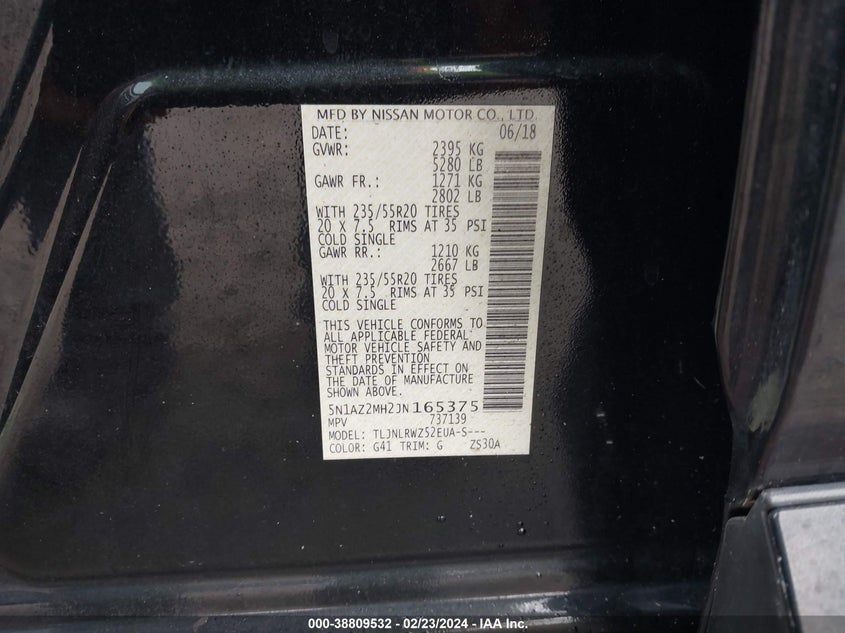 MFD BY NISSAN MOTOR CO., LTD.
DATE: 06/18
GVWR: 2395 KG
5280 LB
GAWR FR.: 1271 KG
2802 LB
WITH 235/55R20 TIRES
20 X 7.5 RIMS AT 35 PSI
COLD SINGLE
GAWR RR.: 1210 KG
2667 LB
WITH 235/55R20 TIRES
20 X 7.5 RIMS AT 35 PSI
COLD SINGLE
THIS VEHICLE CONFORMS TO
ALL APPLICABLE FEDERAL
MOTOR VEHICLE SAFETY AND
THEFT PREVENTION
STANDARDS IN EFFECT ON
THE DATE OF MANUFACTURE
SHOWN ABOVE.
5N1AZ2MH2JN165375
MPV 737139
MODEL: TLJNLRWZ52EUA-S---
COLOR: G41 TRIM: G ZS30A
000-38809532 - 02/23/2024 - IAA Inc.